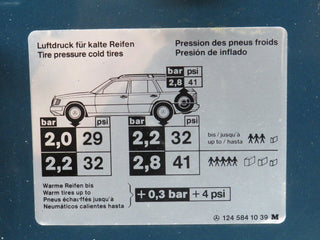 Luftdruck für kalte Reifen
Tire pressure cold tires
Pression des pneus froids
Presión de inflado
bar psi
2,8 41
bar psi
2,0 29
2,2 32
bar psi
2,2 32
2,8 41
bis / jusqu'à
up to / hasta
Warme Reifen bis
Warm tires up to
Pneus échauffés jusqu'à
Neumáticos calientes hasta
+ 0,3 bar + 4 psi
124 584 10 39 M